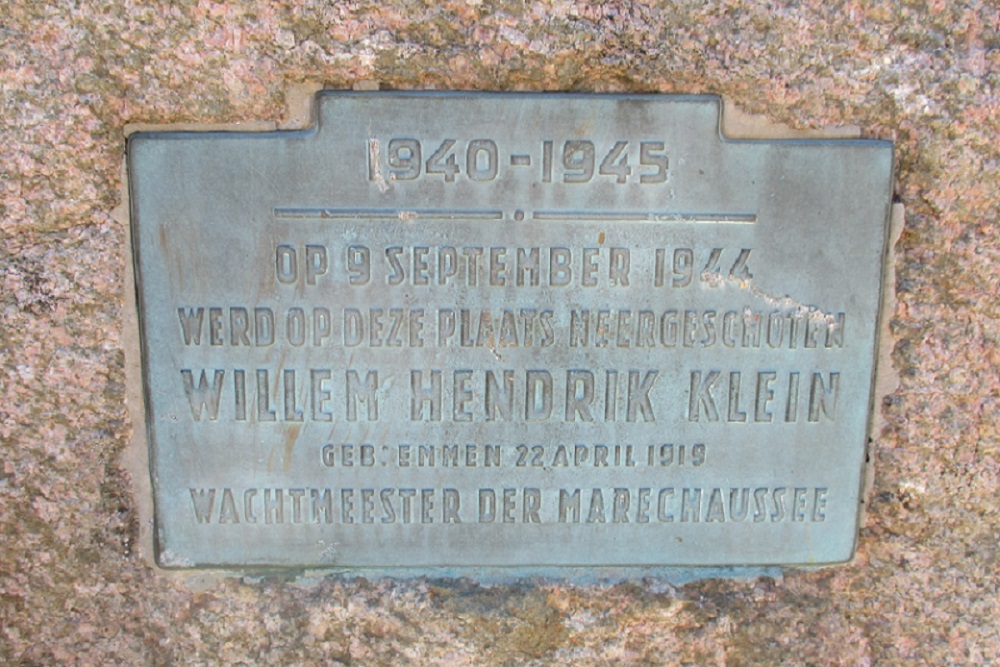 1940-1945
OP 9 SEPTEMBER 1944
WERD OP DEZE PLAATS NEERGESCHOTEN
WILLEM HENDRIK KLEIN
GEB: EMMEN 22 APRIL 1919
WACHTMEESTER DER MARECHAUSSEE